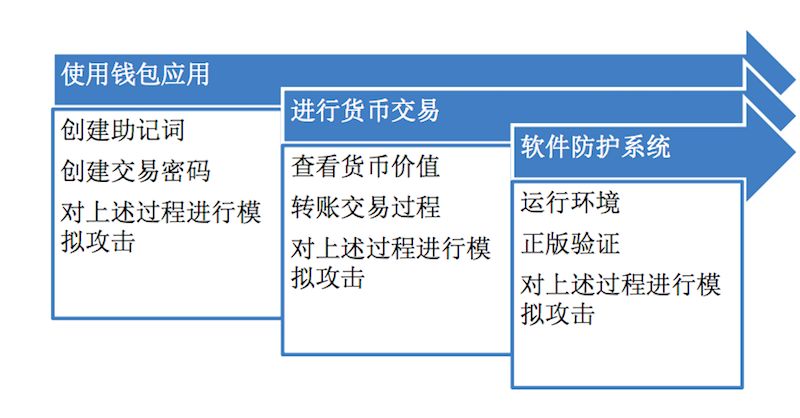 使用钱包应用
创建助记词
创建交易密码
对上述过程进行模
拟攻击
进行货币交易
查看货币价值
转账交易过程
对上述过程进行模
拟攻击
软件防护系统
运行环境
正版验证
对上述过程进行模
拟攻击